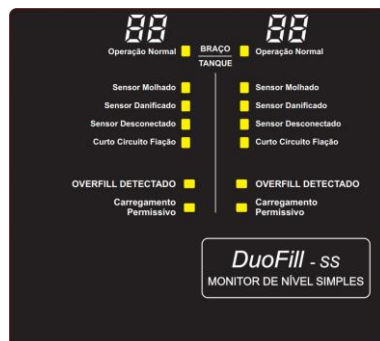 88 88
Operação Normal BRAÇO Operação Normal
TANQUE
Sensor Molhado Sensor Molhado
Sensor Danificado Sensor Danificado
Sensor Desconectado Sensor Desconectado
Curto Circuito Fiação Curto Circuito Fiação
OVERFILL DETECTADO OVERFILL DETECTADO
Carregamento Carregamento
Permissivo Permissivo
DuoFill - SS
MONITOR DE NÍVEL SIMPLES